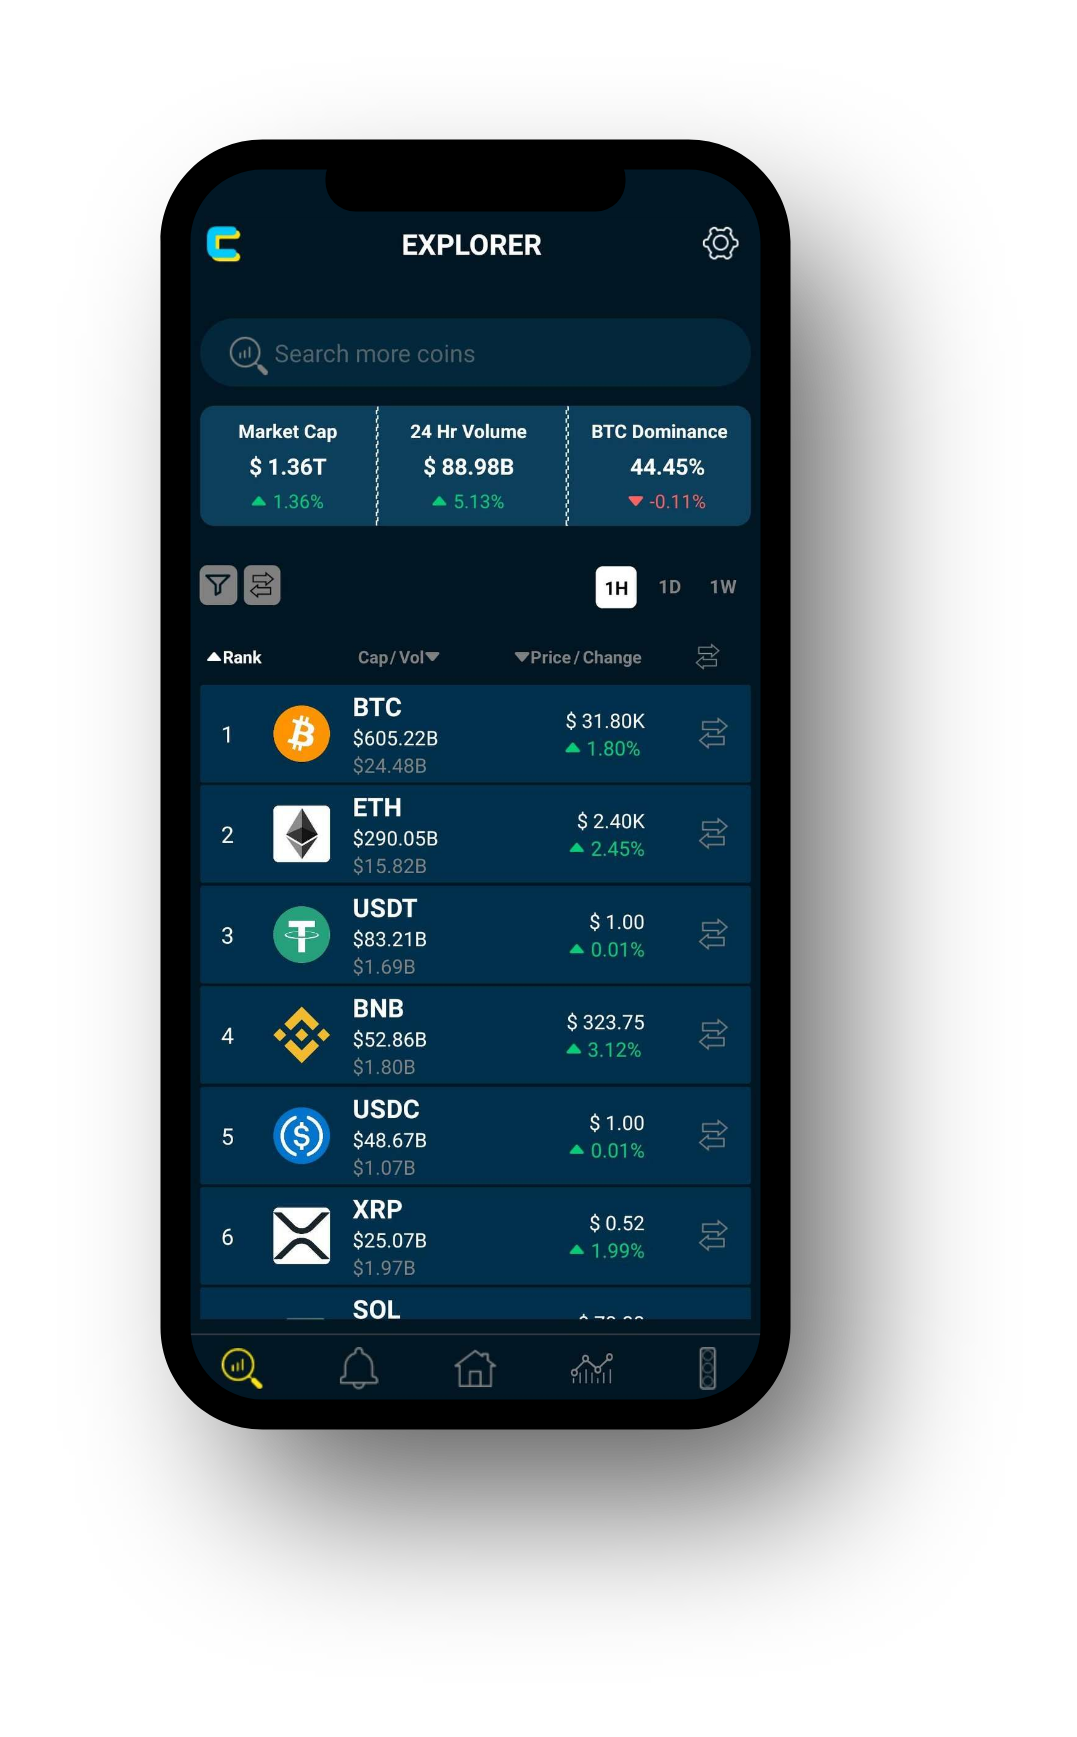 EXPLORER
Search more coins
Market Cap 24 Hr Volume BTC Dominance
$ 1.36T $ 88.98B 44.45%
1.36% 5.13% -0.11%
1H 1D 1W
Rank Cap/Vol Price/Change
BTC
1 $605.22B $ 31.80K
$24.48B 1.80%
ETH
2 $290.05B $ 2.40K
$15.82B 2.45%
USDT
3 $83.21B $ 1.00
$1.69B 0.01%
BNB
4 $52.86B $ 323.75
$1.80B 3.12%
USDC
5 $48.67B $ 1.00
$1.07B 0.01%
XRP
6 $25.07B $ 0.52
$1.97B 1.99%
SOL